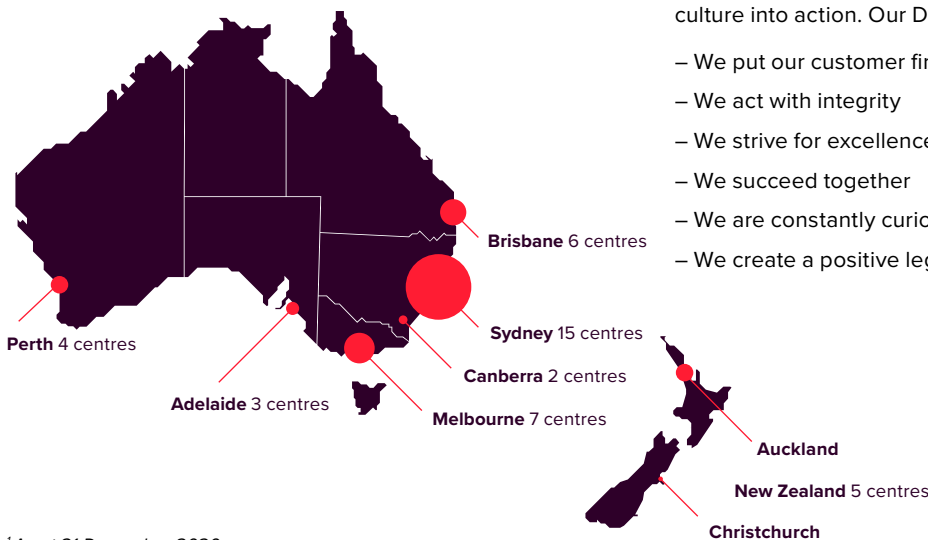 culture into action. Our D
– We put our customer fir
– We act with integrity
– We strive for excellence
– We succeed together
– We are constantly curio
– We create a positive leg
Brisbane 6 centres
Sydney 15 centres
Perth 4 centres
Canberra 2 centres
Adelaide 3 centres
Melbourne 7 centres
Auckland
New Zealand 5 centres
Christchurch